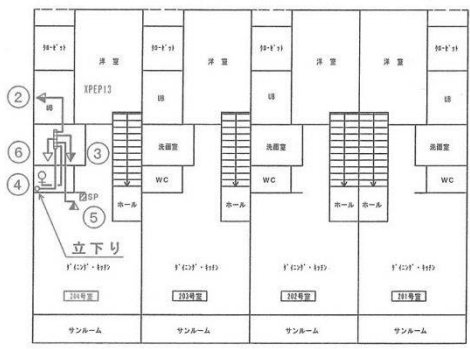 クローゼット
洋 室
洋 室
クローゼット
クローゼット
洋 室
洋 室
クローゼット
②
XPEP13
UB
UB
UB
UB
⑥
③
洗面室
洗面室
洗面室
④
SP
WC
WC
WC
⑤
ホール
ホール
ホール
ホール
立下り
ダイニング・キッチン
ダイニング・キッチン
ダイニング・キッチン
ダイニング・キッチン
204号室
203号室
202号室
201号室
サンルーム
サンルーム
サンルーム
サンルーム